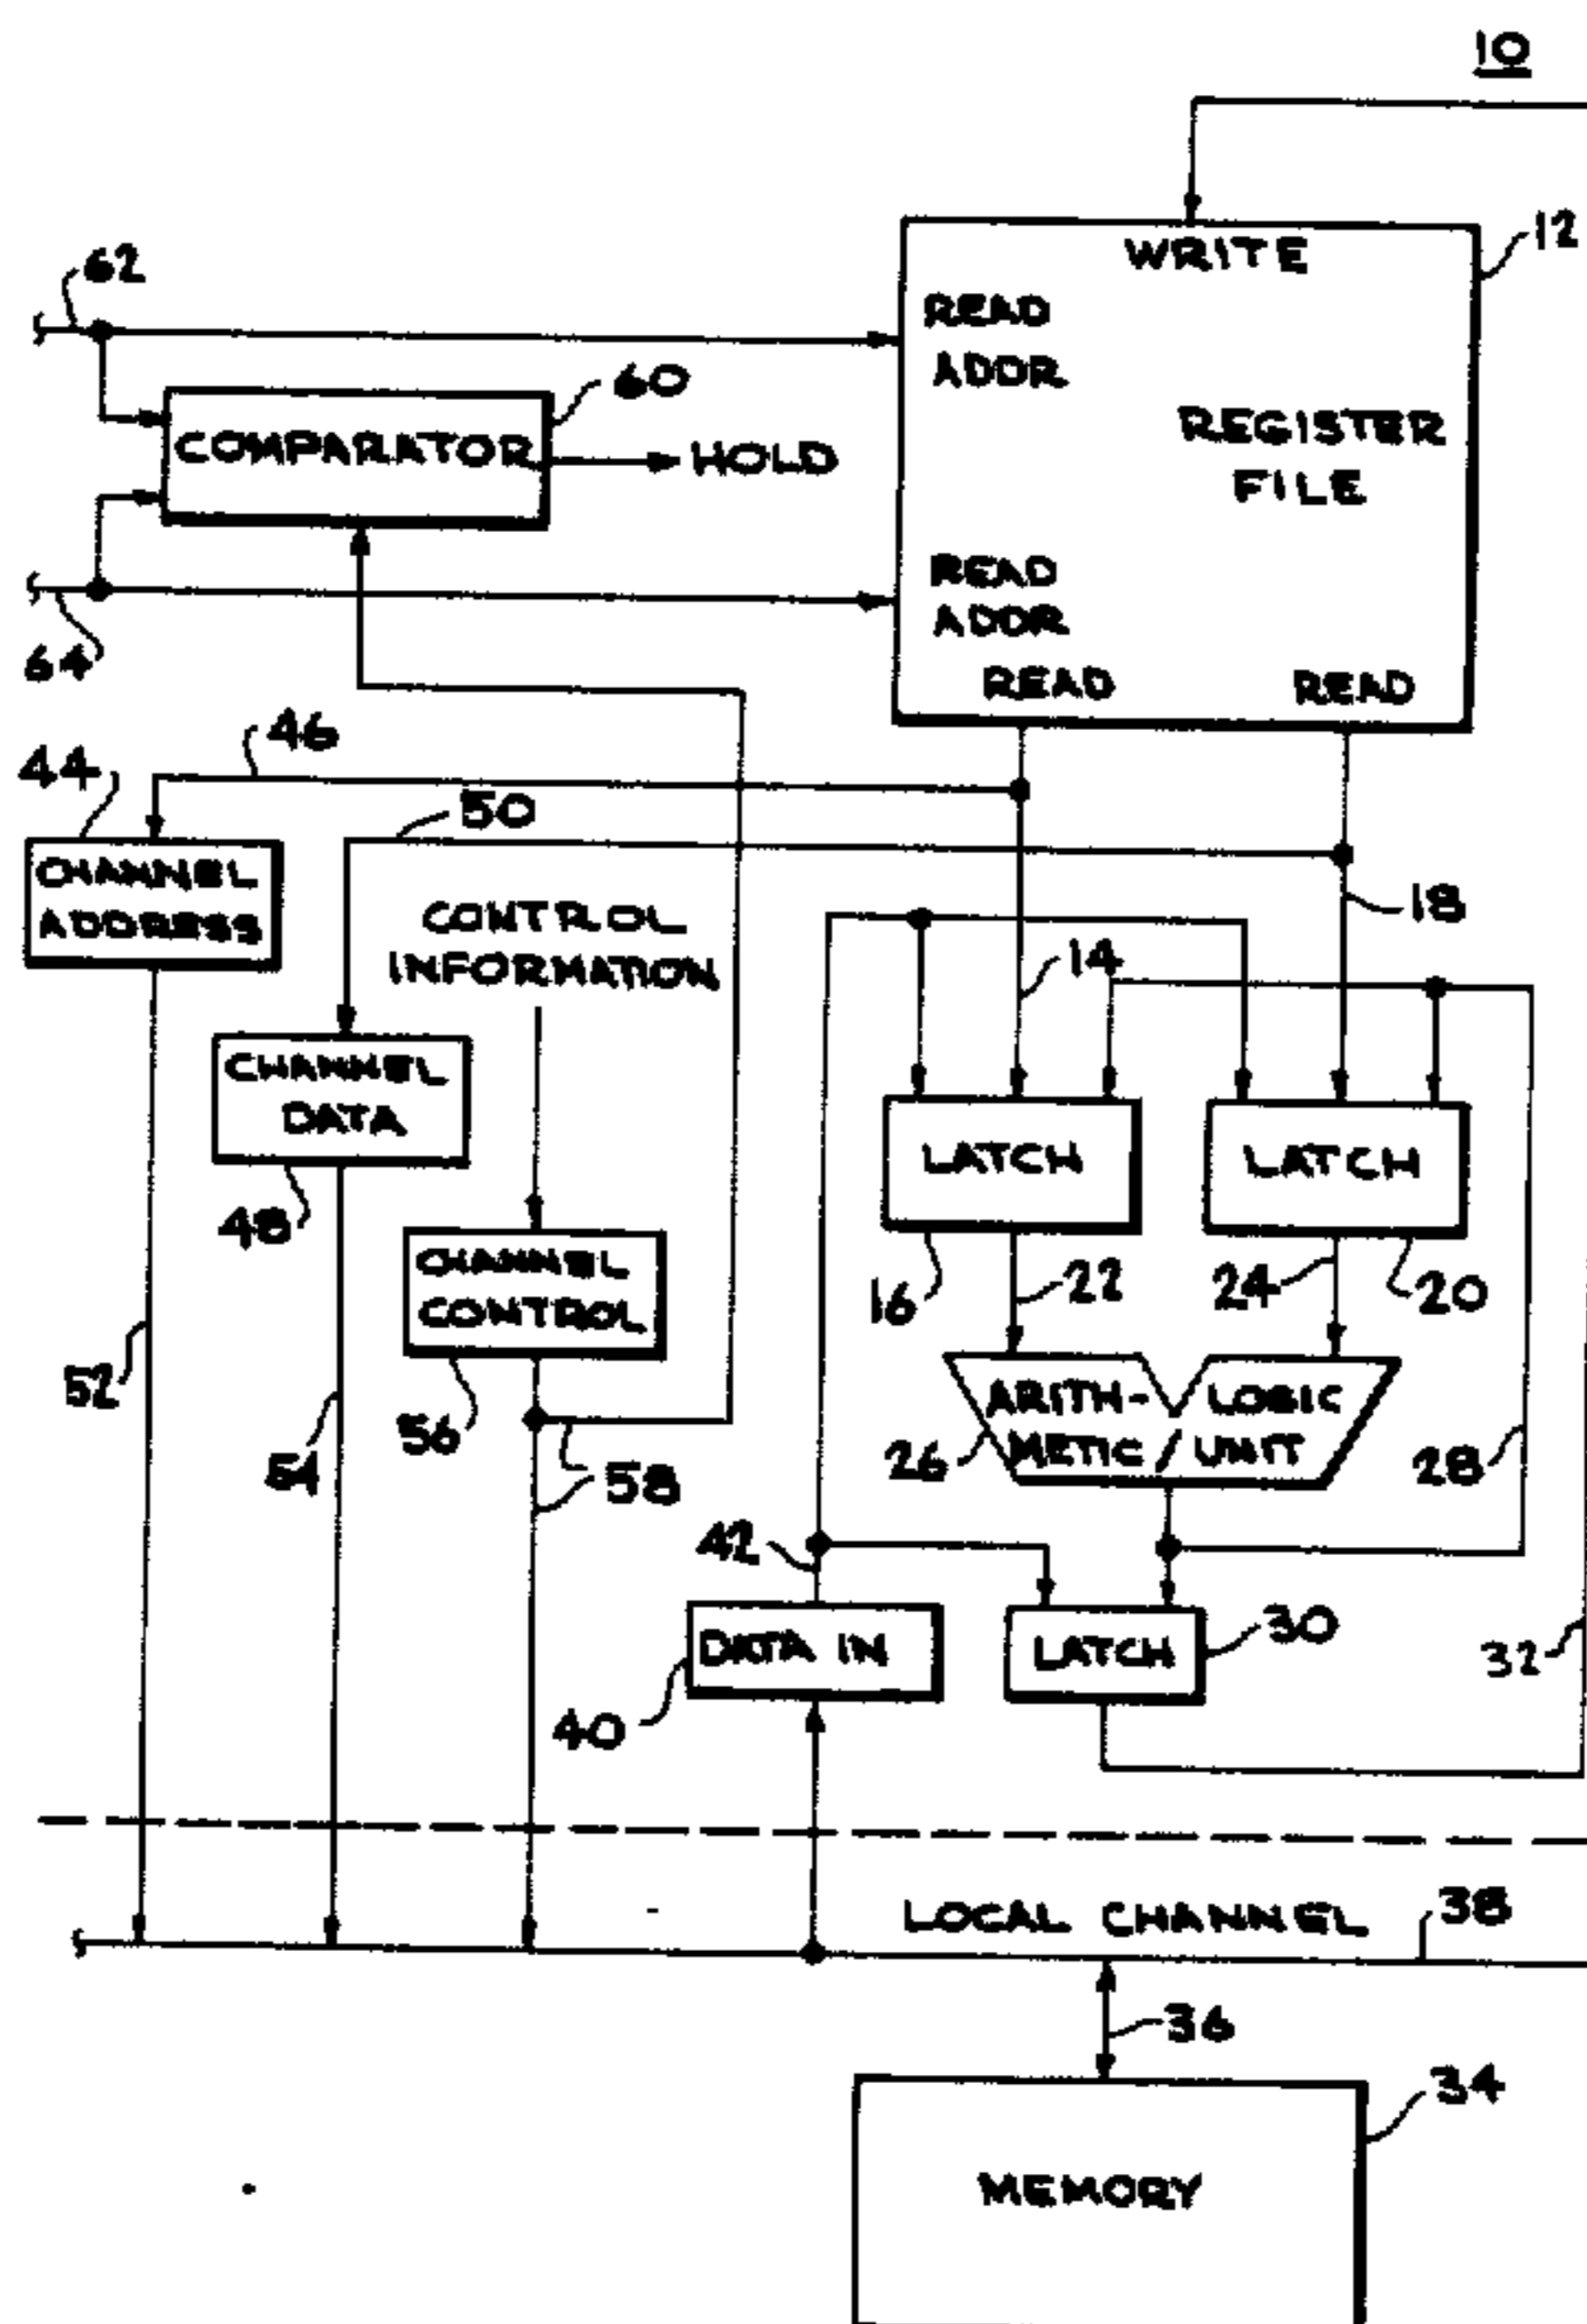 10
12
WRITE
62
READ
ADDR
60
REGISTER
FILE
COMPARATOR
HOLD
READ
ADDR
64
READ
READ
46
44
50
CHANNEL
ADDRESS
18
CONTROL
INFORMATION
14
CHANNEL
DATA
LATCH
LATCH
48
CHANNEL
CONTROL
16
22
24
20
52
56
ARITH-
METIC /
LOGIC
UNIT
26
28
54
58
42
DATA IN
LATCH
30
32
40
LOCAL CHANNEL
38
36
34
MEMORY